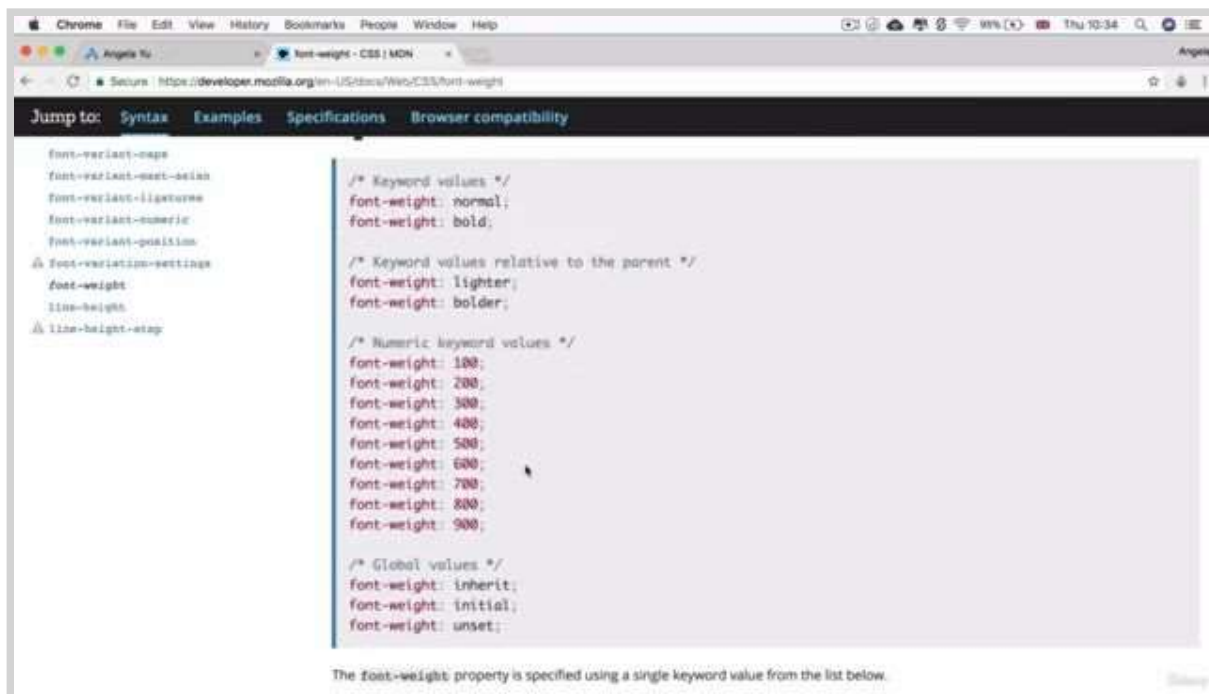 Chrome File Edit View History Bookmarks People Window Help 99% Thu 10:34
Angela Yu font-weight - CSS | MDN Angela
Secure https://developer.mozilla.org/en-US/docs/Web/CSS/font-weight
Jump to: Syntax Examples Specifications Browser compatibility
font-variant-caps
font-variant-east-asian
font-variant-ligatures
font-variant-numeric
font-variant-position
font-variation-settings
font-weight
line-height
line-height-step
/* Keyword values */
font-weight: normal;
font-weight: bold;
/* Keyword values relative to the parent */
font-weight: lighter;
font-weight: bolder;
/* Numeric keyword values */
font-weight: 100;
font-weight: 200;
font-weight: 300;
font-weight: 400;
font-weight: 500;
font-weight: 600;
font-weight: 700;
font-weight: 800;
font-weight: 900;
/* Global values */
font-weight: inherit;
font-weight: initial;
font-weight: unset;
The font-weight property is specified using a single keyword value from the list below.
Udemy